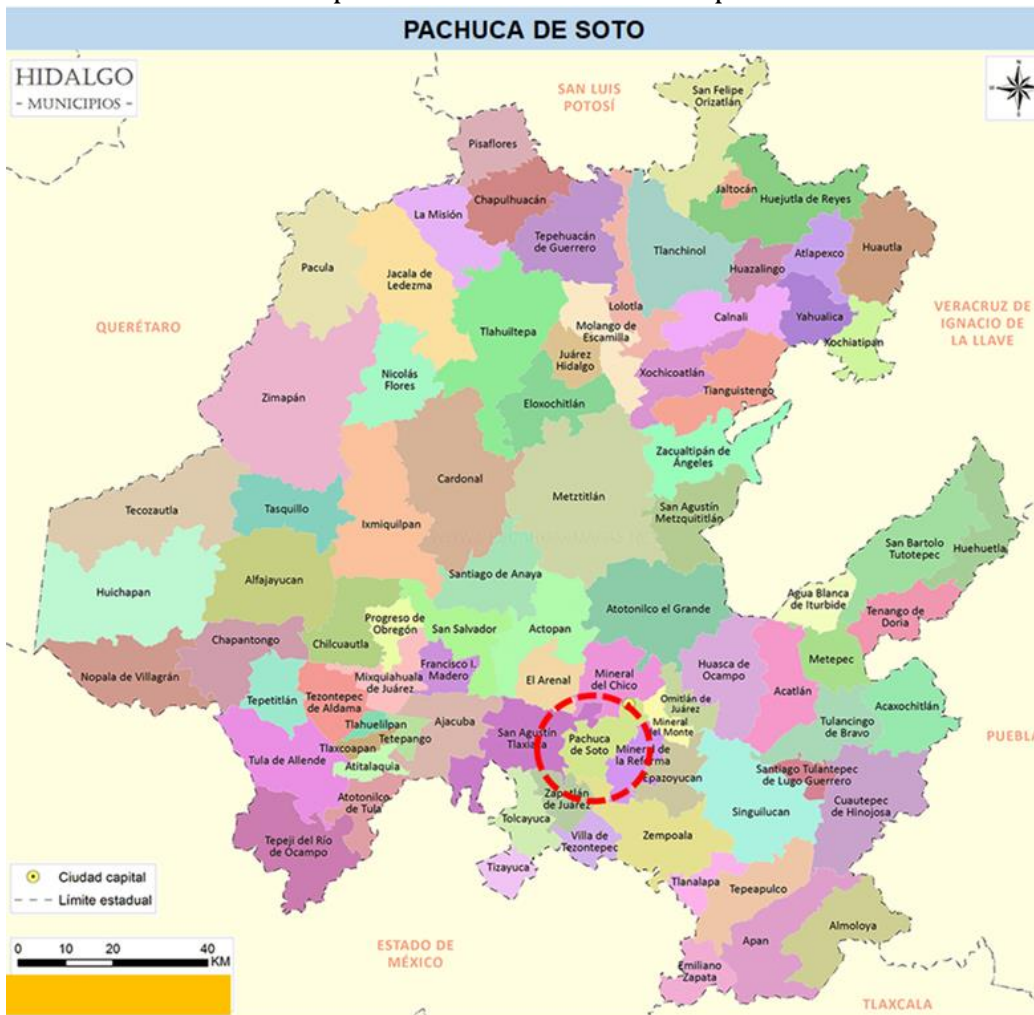 PACHUCA DE SOTO
HIDALGO
- MUNICIPIOS -
SAN LUIS
POTOSÍ
San Felipe
Orizatlán
N
Pisaflores
Jaltocán
Huejutla de Reyes
Chapulhuacán
La Misión
Tepehuacán
de Guerrero
Tlanchinol
Atlapexco
Huautla
Huazalingo
Pacula
Jacala de
Ledezma
QUERÉTARO
Lolotla
Calnali
Yahualica
VERACRUZ DE
IGNACIO DE
LA LLAVE
Tlahuiltepa
Molango de
Escamilla
Xochiatipan
Juárez
Hidalgo
Nicolás
Flores
Xochicoatlán
Tianguistengo
Zimapán
Eloxochitlán
Zacualtipán de
Ángeles
Cardonal
Metztitlán
Tecozautla
Tasquillo
San Agustín
Metzquititlán
Ixmiquilpan
San Bartolo
Tutotepec
Huehuetla
Huichapan
Alfajayucan
Santiago de Anaya
Agua Blanca
de Iturbide
Tenango de
Doria
Atotonilco el Grande
Progreso de
Obregón
San Salvador
Actopan
Chapantongo
Chilcuautla
Nopala de Villagrán
Mixquiahuala
de Juárez
Francisco I.
Madero
El Arenal
Mineral
del Chico
Huasca de
Ocampo
Metepec
Acatlán
Tepetitlán
Tezontepec
de Aldama
Omitlán de
Juárez
Acaxochitlán
Tlahuelilpan
Ajacuba
Mineral
del Monte
Tulancingo
de Bravo
Tetepango
San Agustín
Tlaxiaca
Pachuca
de Soto
PUEBLA
Tula de Allende
Tlaxcoapan
Mineral de
la Reforma
Atitalaquia
Epazoyucan
Santiago Tulantepec
de Lugo Guerrero
Atotonilco
de Tula
Zapotlán
de Juárez
Singuilucan
Cuautepec
de Hinojosa
Tolcayuca
Tepeji del Río
de Ocampo
Villa de
Tezontepec
Zempoala
Tizayuca
Tlanalapa
Tepeapulco
Ciudad capital
Límite estadual
Almoloya
Apan
ESTADO DE
MÉXICO
Emiliano
Zapata
0 10 20 40
KM
TLAXCALA